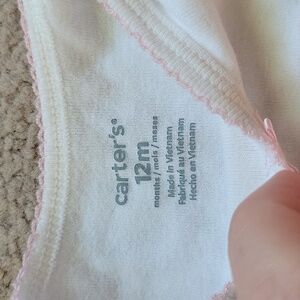 carter's®
12m
months / mois / meses
Made in Vietnam
Fabriqué au Vietnam
Hecho en Vietnam